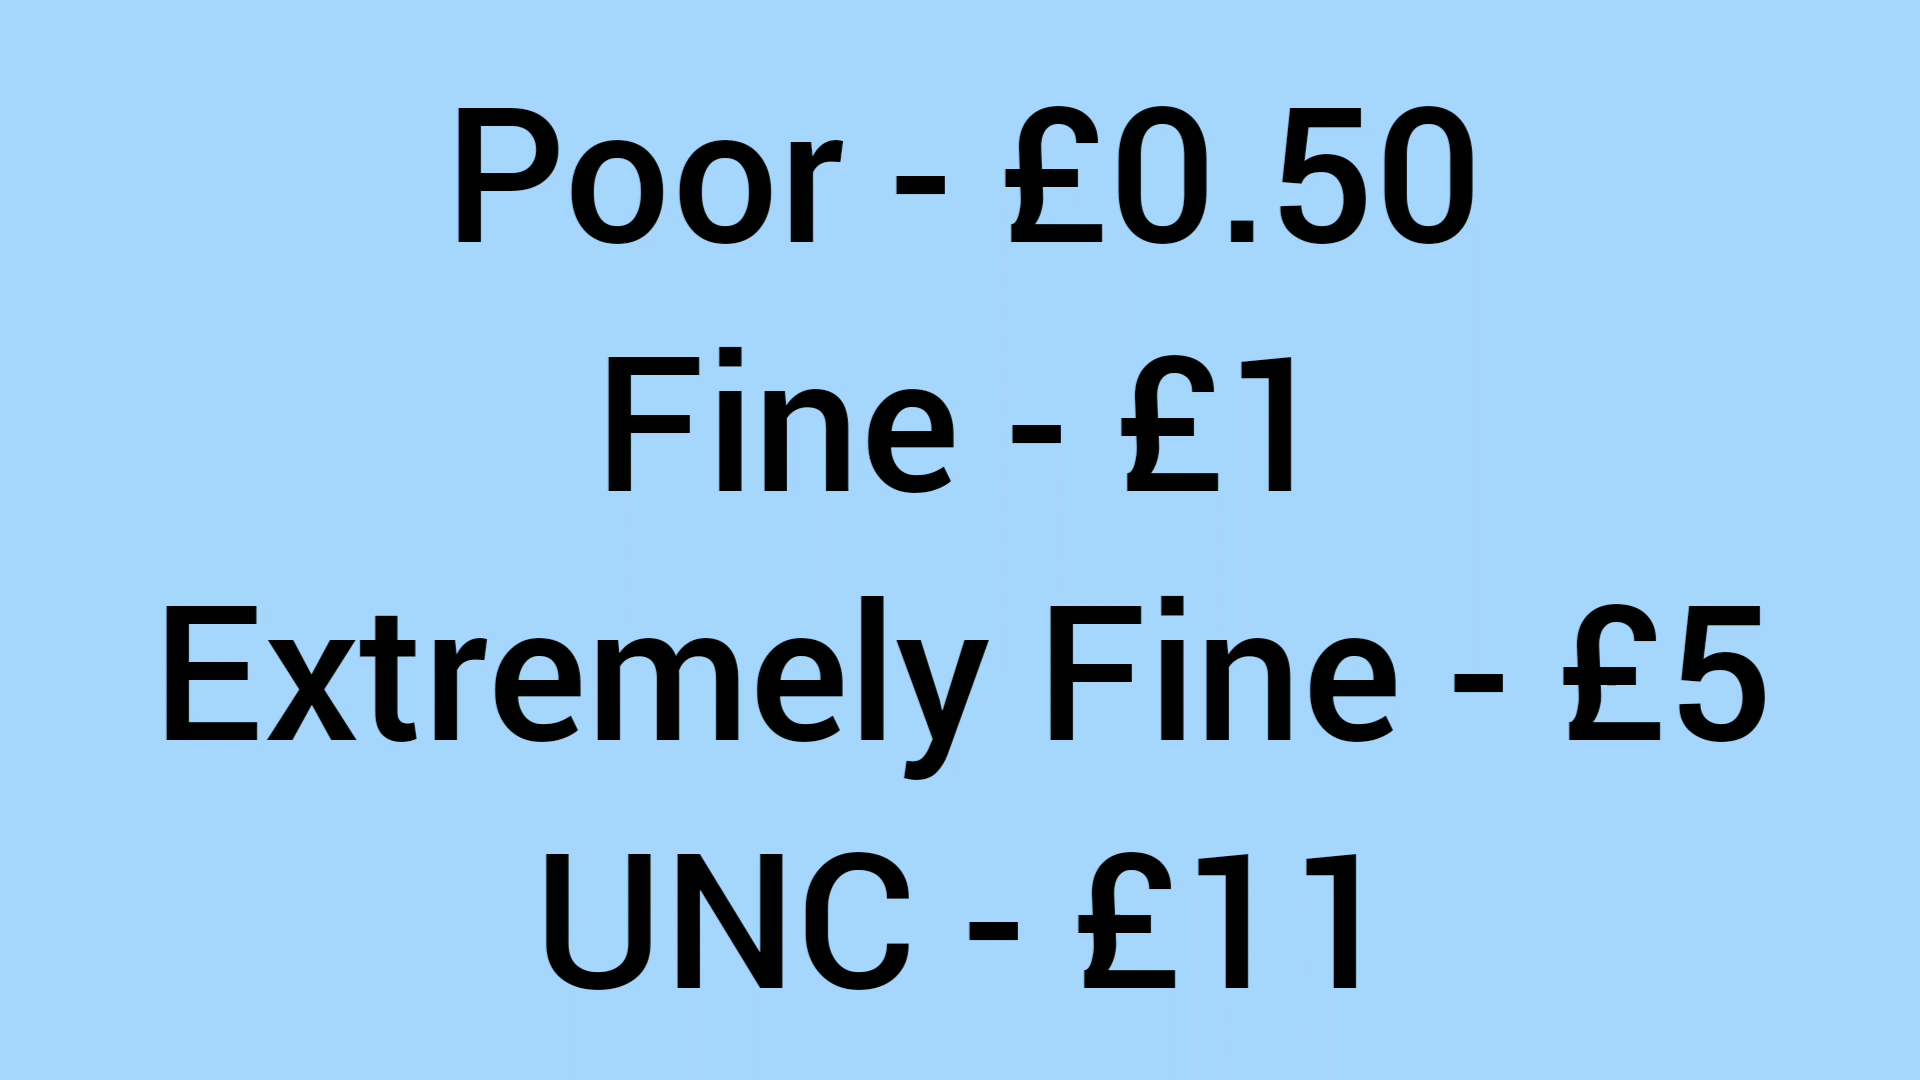 Poor - £0.50
Fine - £1
Extremely Fine - £5
UNC - £11